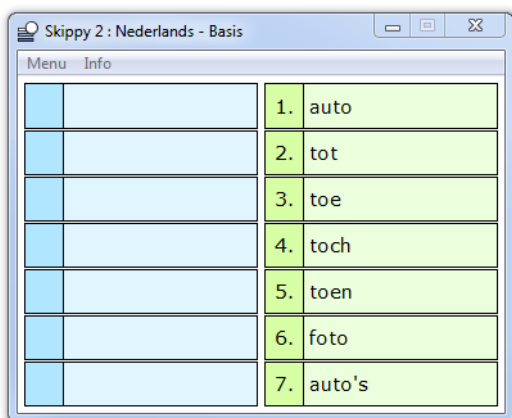 Skippy 2 : Nederlands - Basis
Menu Info
1. auto
2. tot
3. toe
4. toch
5. toen
6. foto
7. auto's